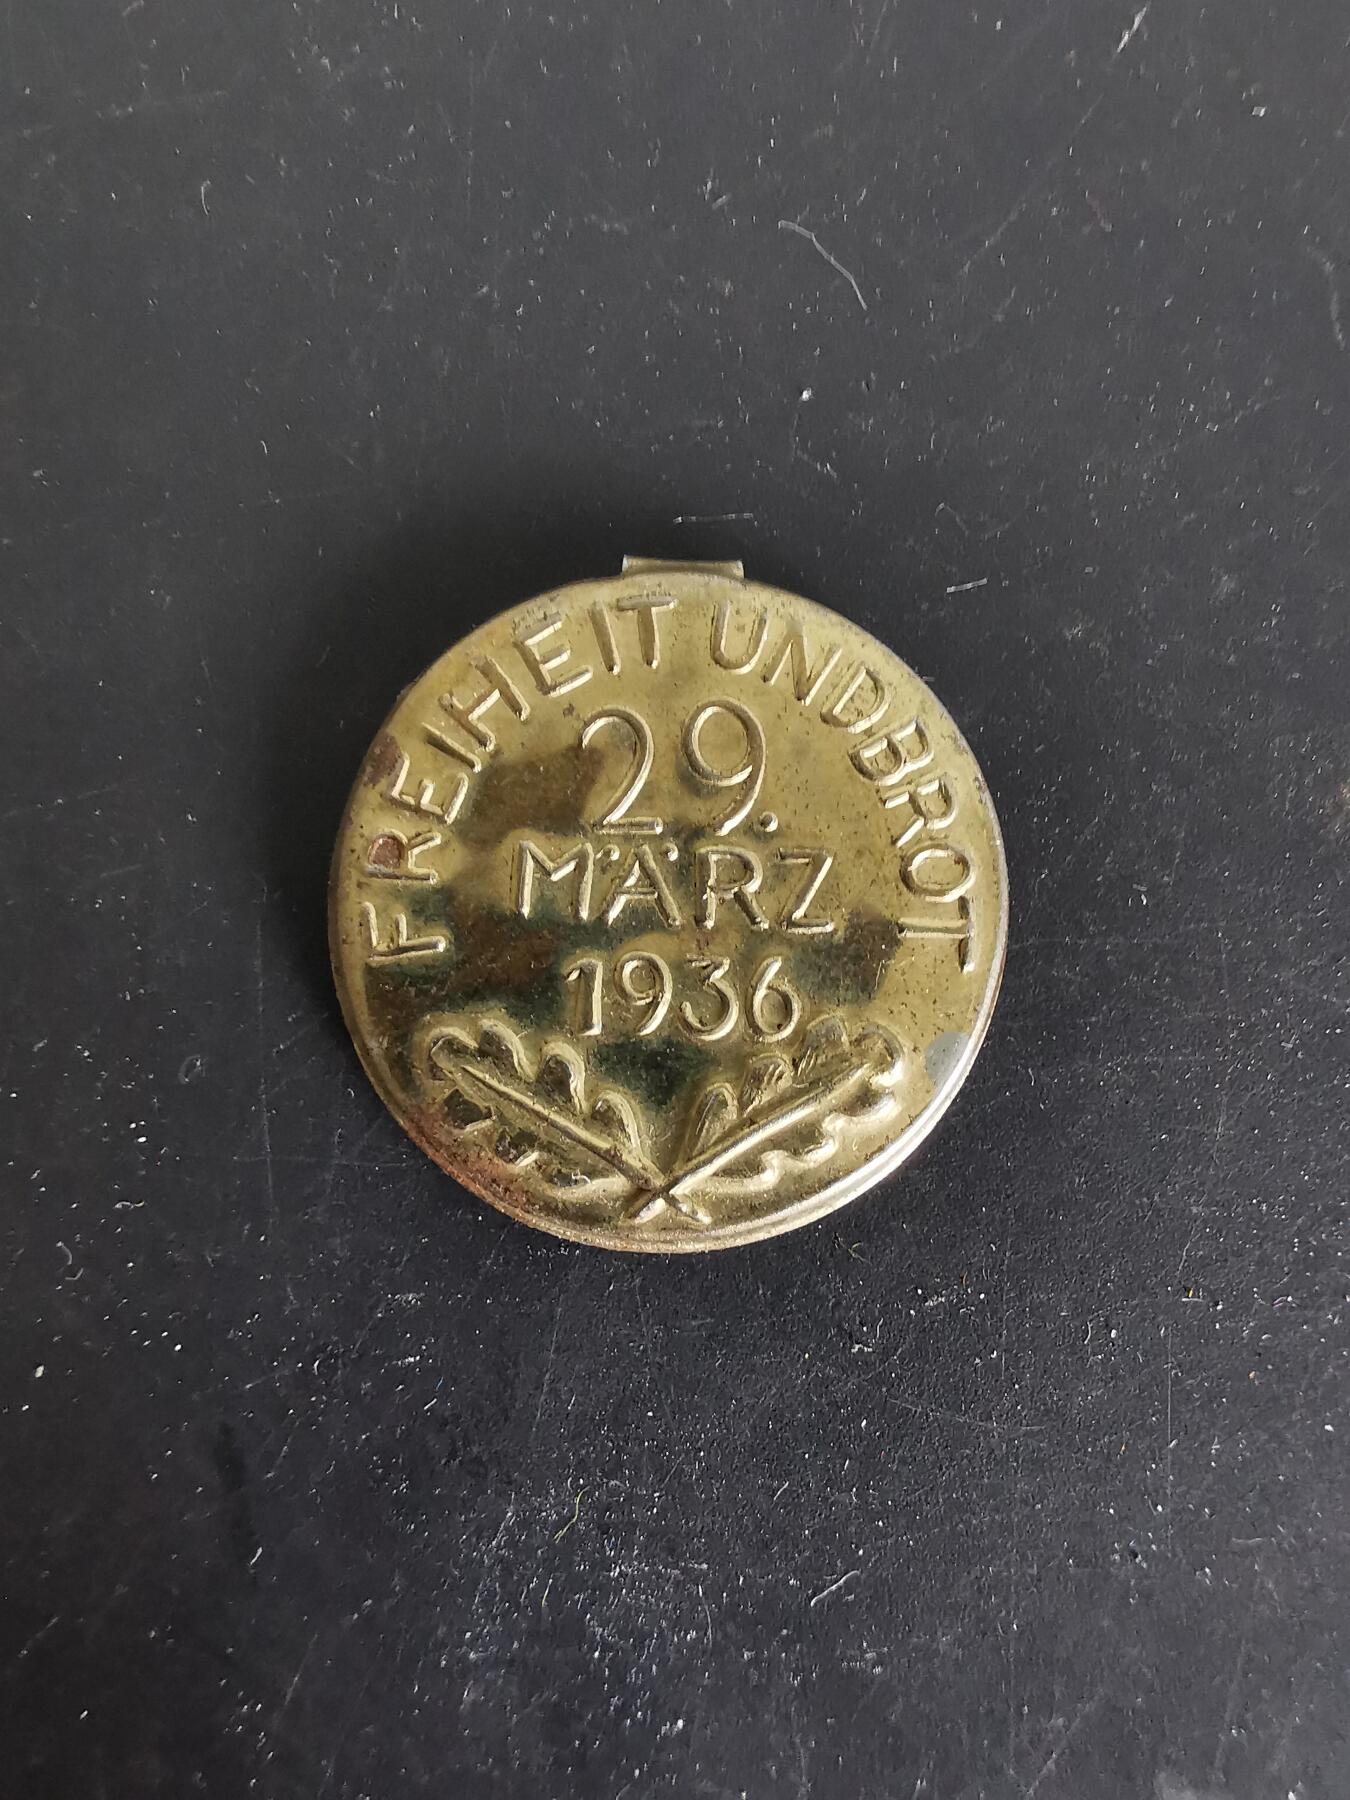 FREIHEIT UND BROT
29.
MÄRZ
1936